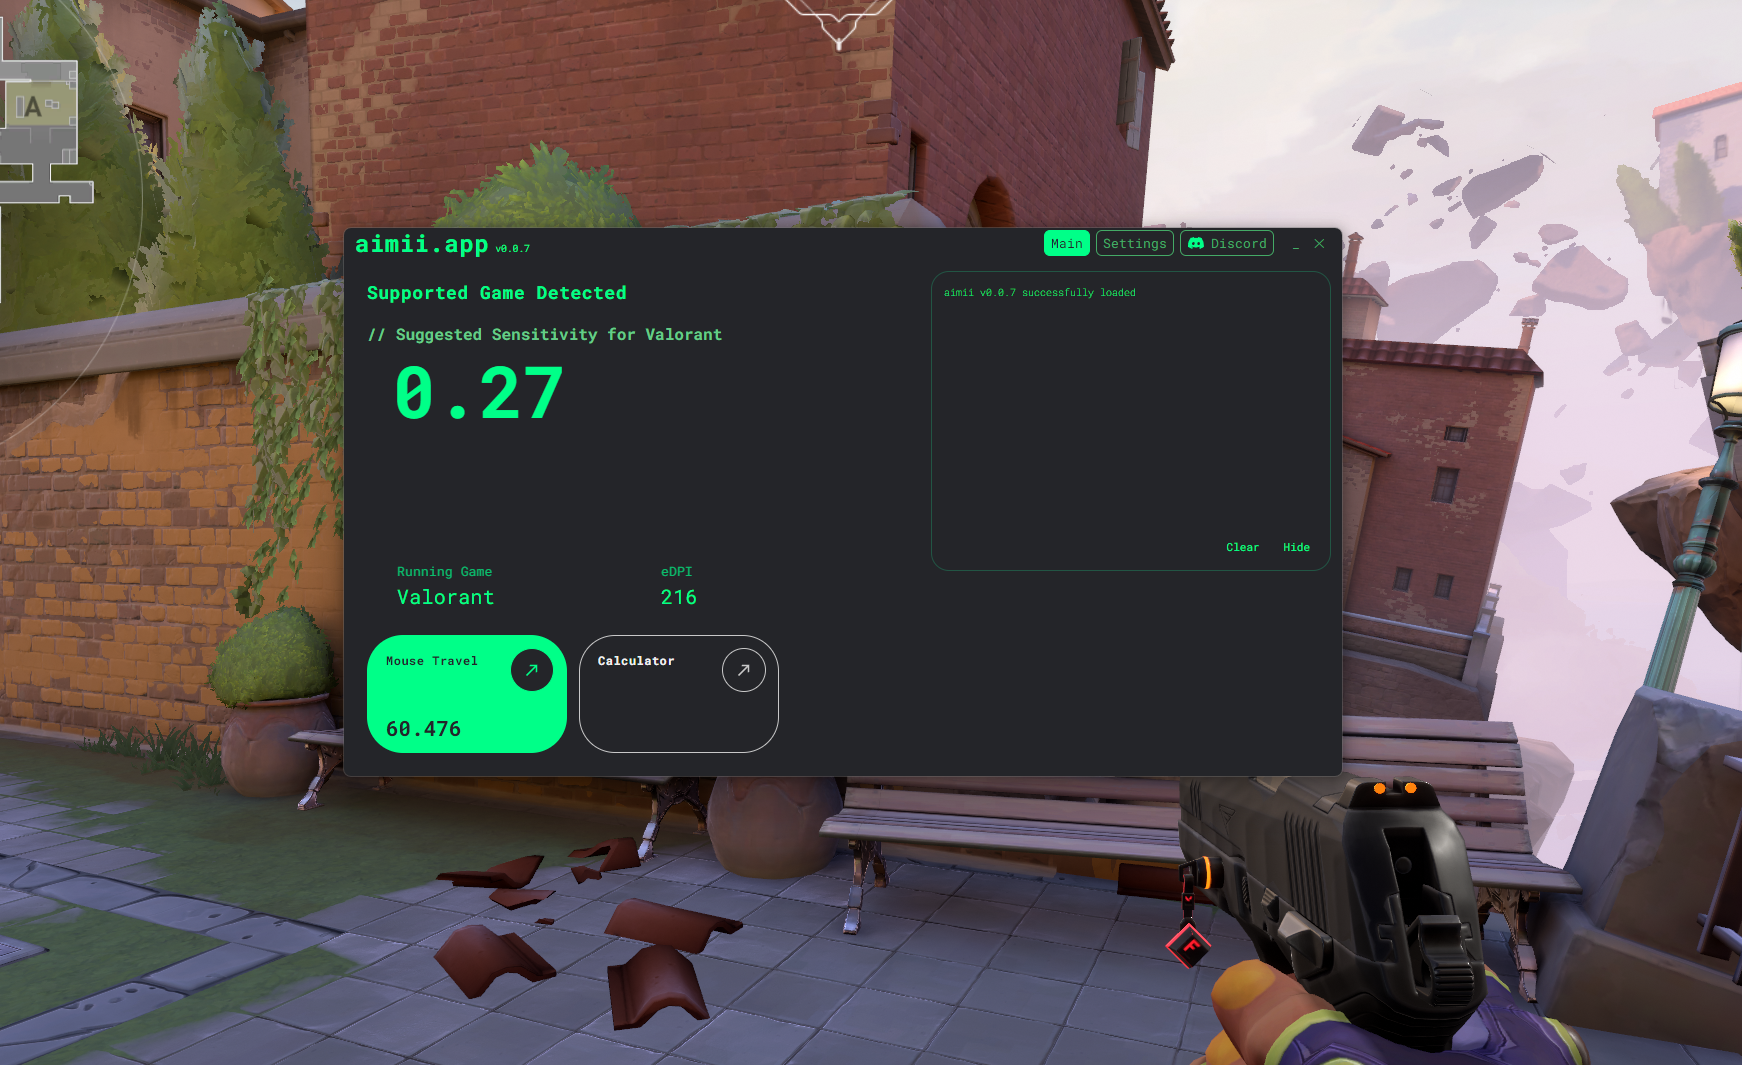 A
aimii.app v0.0.7
Main Settings Discord
Supported Game Detected
// Suggested Sensitivity for Valorant
0.27
aimii v0.0.7 successfully loaded
Clear Hide
Running Game eDPI
Valorant 216
Mouse Travel
60.476
Calculator
F